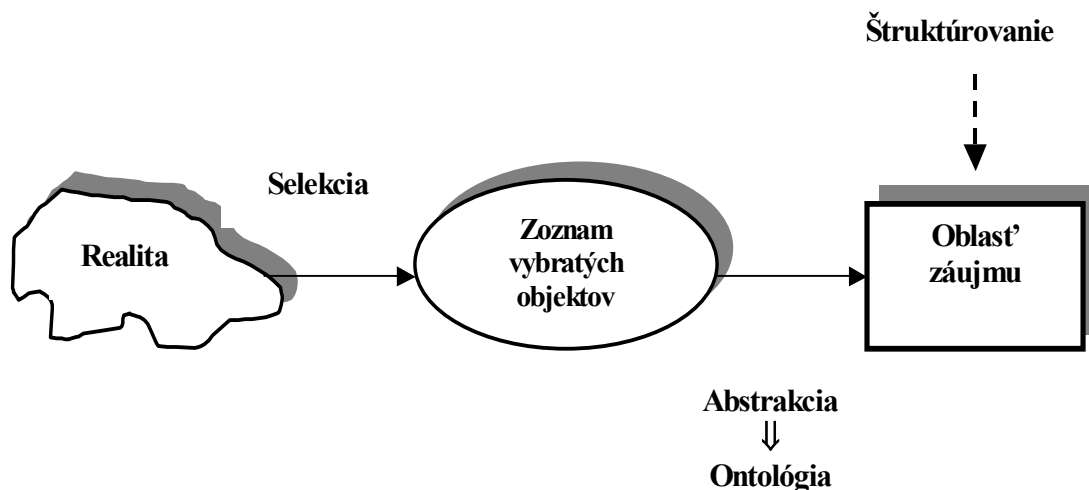 Štruktúrovanie
Selekcia
Realita
Zoznam
vybratých
objektov
Oblasť
záujmu
Abstrakcia
⇓
Ontológia